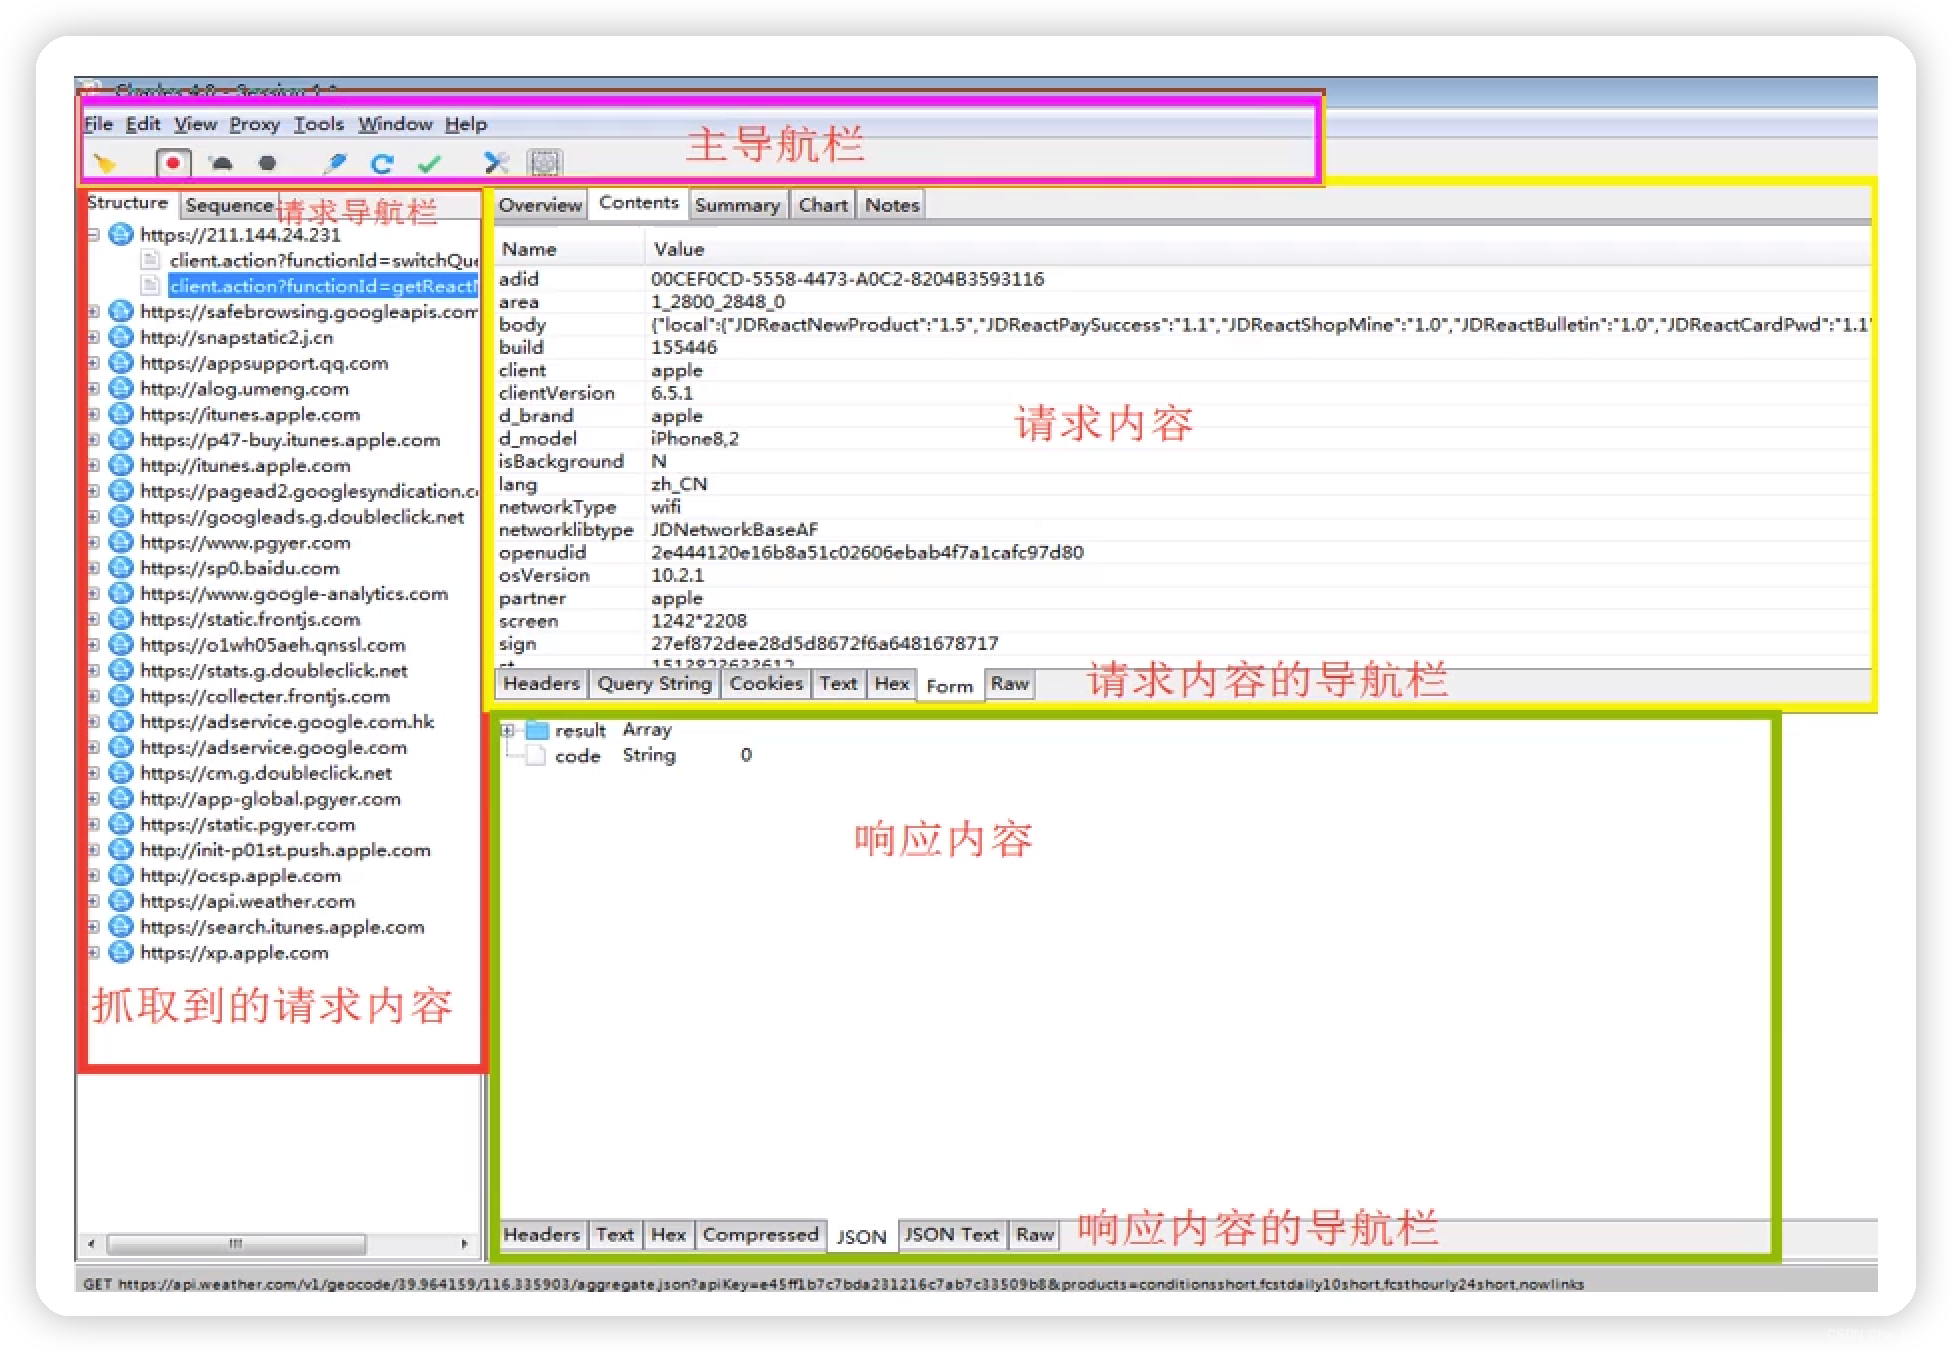 Charles 4.0 - Session 1 *
File Edit View Proxy Tools Window Help
主导航栏
Structure Sequence 请求导航栏
https://211.144.24.231
client.action?functionId=switchQue
client.action?functionId=getReactN
https://safebrowsing.googleapis.com
http://snapstatic2.j.cn
https://appsupport.qq.com
http://alog.umeng.com
https://itunes.apple.com
https://p47-buy.itunes.apple.com
http://itunes.apple.com
https://pagead2.googlesyndication.c
https://googleads.g.doubleclick.net
https://www.pgyer.com
https://sp0.baidu.com
https://www.google-analytics.com
https://static.frontjs.com
https://o1wh05aeh.qnssl.com
https://stats.g.doubleclick.net
https://collecter.frontjs.com
https://adservice.google.com.hk
https://adservice.google.com
https://cm.g.doubleclick.net
http://app-global.pgyer.com
https://static.pgyer.com
http://init-p01st.push.apple.com
http://ocsp.apple.com
https://api.weather.com
https://search.itunes.apple.com
https://xp.apple.com
抓取到的请求内容
Overview Contents Summary Chart Notes
Name Value
adid 00CEF0CD-5558-4473-A0C2-8204B3593116
area 1_2800_2848_0
body {"local":{"JDReactNewProduct":"1.5","JDReactPaySuccess":"1.1","JDReactShopMine":"1.0","JDReactBulletin":"1.0","JDReactCardPwd":"1.1"
build 155446
client apple
clientVersion 6.5.1
d_brand apple
请求内容
d_model iPhone8,2
isBackground N
lang zh_CN
networkType wifi
networklibtype JDNetworkBaseAF
openudid 2e444120e16b8a51c02606ebab4f7a1cafc97d80
osVersion 10.2.1
partner apple
screen 1242*2208
sign 27ef872dee28d5d8672f6a6481678717
st 1513823633612
Headers Query String Cookies Text Hex Form Raw 请求内容的导航栏
result Array
code String 0
响应内容
Headers Text Hex Compressed JSON JSON Text Raw 响应内容的导航栏
GET https://api.weather.com/v1/geocode/39.964159/116.335903/aggregate.json?apiKey=e45ff1b7c7bda231216c7ab7c33509b8&products=conditionsshort,fcstdaily10short,fcsthourly24short,nowlinks